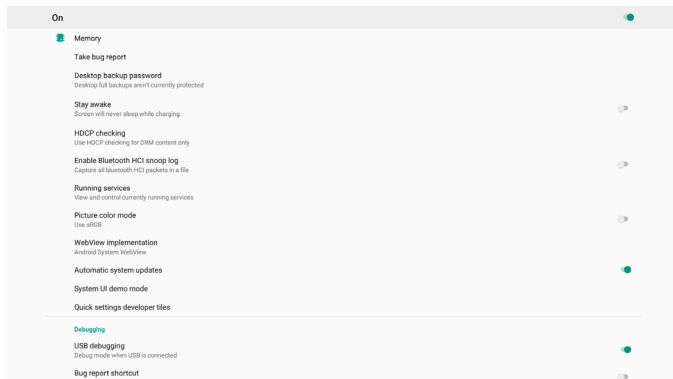 On
Memory
Take bug report
Desktop backup password
Desktop full backups aren't currently protected
Stay awake
Screen will never sleep while charging
HDCP checking
Use HDCP checking for DRM content only
Enable Bluetooth HCI snoop log
Capture all bluetooth HCI packets in a file
Running services
View and control currently running services
Picture color mode
Use sRGB
WebView implementation
Android System WebView
Automatic system updates
System UI demo mode
Quick settings developer tiles
Debugging
USB debugging
Debug mode when USB is connected
Bug report shortcut